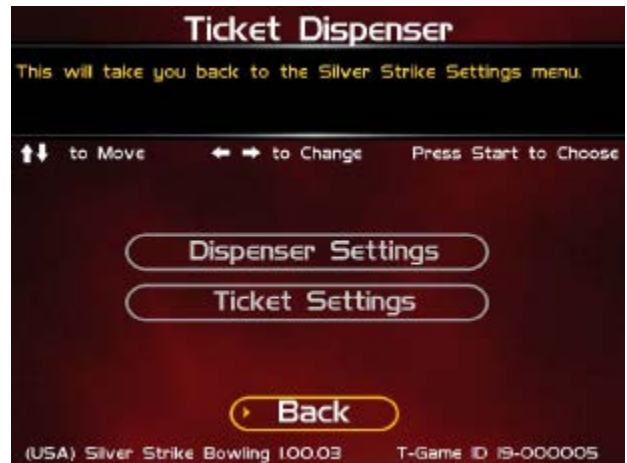 Ticket Dispenser
This will take you back to the Silver Strike Settings menu.
to Move to Change Press Start to Choose
Dispenser Settings
Ticket Settings
Back
(USA) Silver Strike Bowling 1.00.03 T-Game ID 19-000005